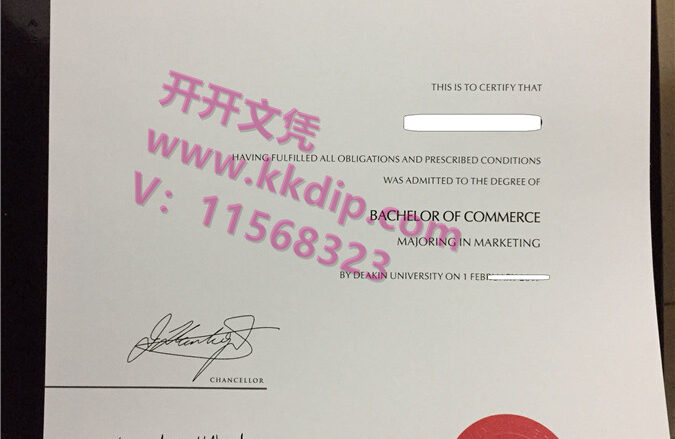 THIS IS TO CERTIFY THAT
开开文凭
www.kkdip.com
V：11568323
HAVING FULFILLED ALL OBLIGATIONS AND PRESCRIBED CONDITIONS
WAS ADMITTED TO THE DEGREE OF
BACHELOR OF COMMERCE
MAJORING IN MARKETING
BY DEAKIN UNIVERSITY ON 1
CHANCELLOR